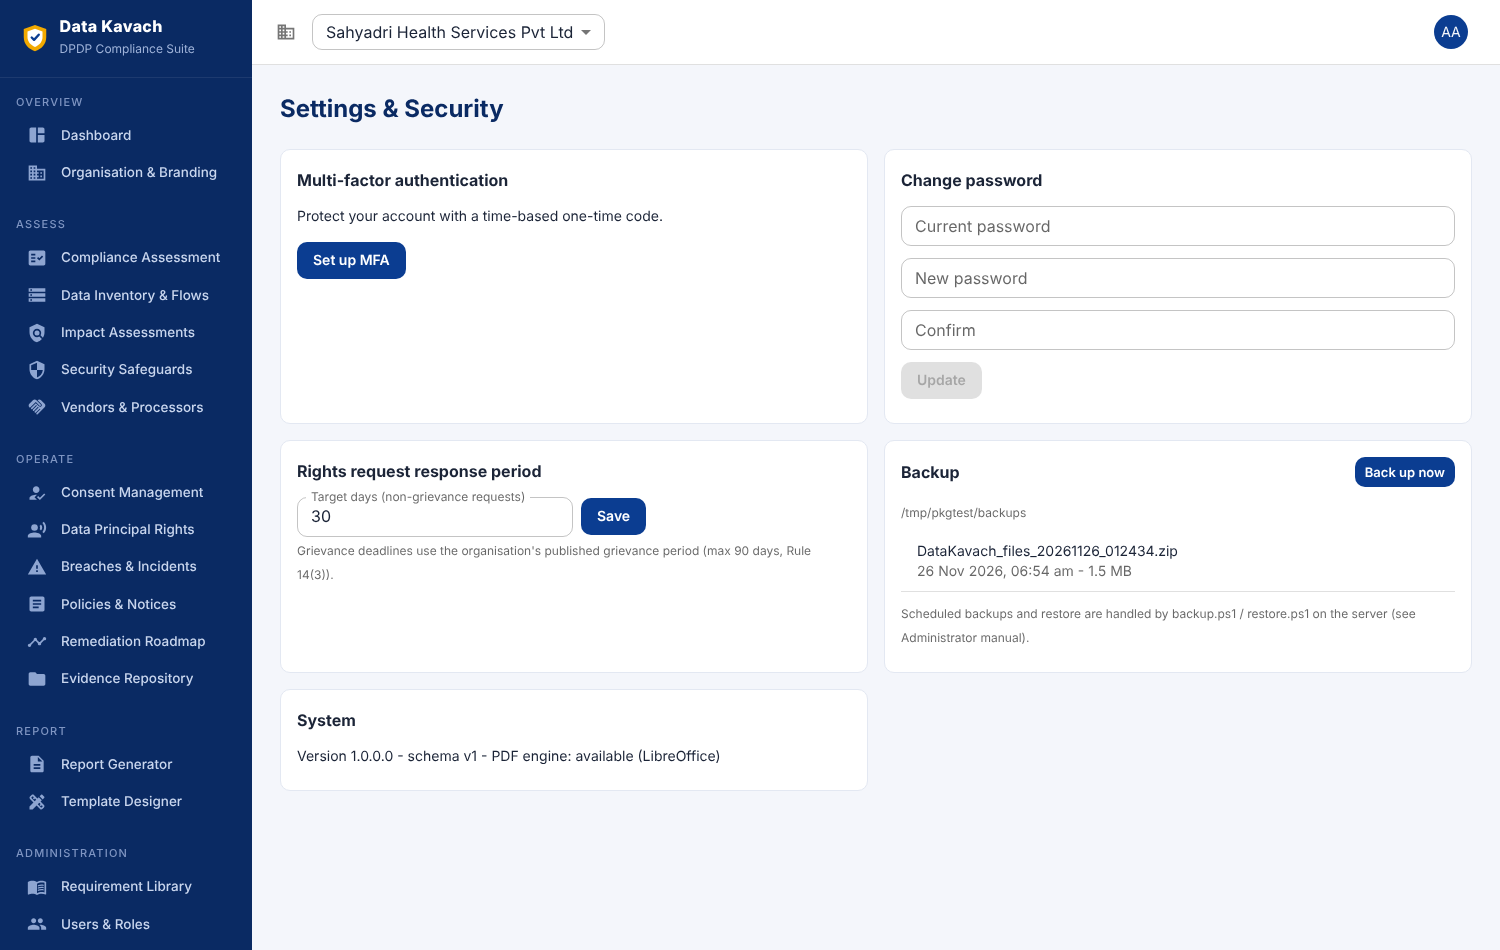 Data Kavach
DPDP Compliance Suite
OVERVIEW
Dashboard
Organisation & Branding
ASSESS
Compliance Assessment
Data Inventory & Flows
Impact Assessments
Security Safeguards
Vendors & Processors
OPERATE
Consent Management
Data Principal Rights
Breaches & Incidents
Policies & Notices
Remediation Roadmap
Evidence Repository
REPORT
Report Generator
Template Designer
ADMINISTRATION
Requirement Library
Users & Roles
Sahyadri Health Services Pvt Ltd
AA
Settings & Security
Multi-factor authentication
Protect your account with a time-based one-time code.
Set up MFA
Change password
Current password
New password
Confirm
Update
Rights request response period
Target days (non-grievance requests)
30
Save
Grievance deadlines use the organisation's published grievance period (max 90 days, Rule
14(3)).
Backup
Back up now
/tmp/pkgtest/backups
DataKavach_files_20261126_012434.zip
26 Nov 2026, 06:54 am - 1.5 MB
Scheduled backups and restore are handled by backup.ps1 / restore.ps1 on the server (see
Administrator manual).
System
Version 1.0.0.0 - schema v1 - PDF engine: available (LibreOffice)